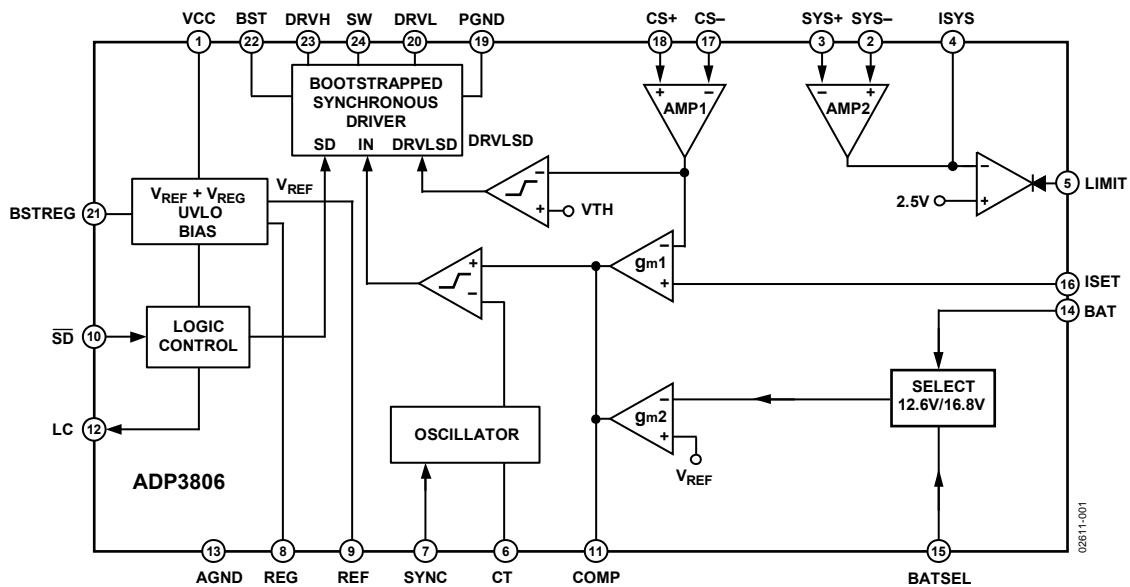 VCC BST DRVH SW DRVL PGND CS+ CS– SYS+ SYS– ISYS
1 22 23 24 20 19 18 17 3 2 4
BOOTSTRAPPED
SYNCHRONOUS
DRIVER
SD IN DRVLSD
DRVLSD
+ –
AMP1
– +
AMP2
–
+
2.5V
5 LIMIT
–
+
VTH
VREF + VREG
UVLO
BIAS
VREF
21
BSTREG
+
–
–
gm1
+
16 ISET
14 BAT
SD
10
LOGIC
CONTROL
SELECT
12.6V/16.8V
–
gm2
+
VREF
LC 12
OSCILLATOR
ADP3806
13 8 9 7 6 11 15
AGND REG REF SYNC CT COMP BATSEL
02611-001